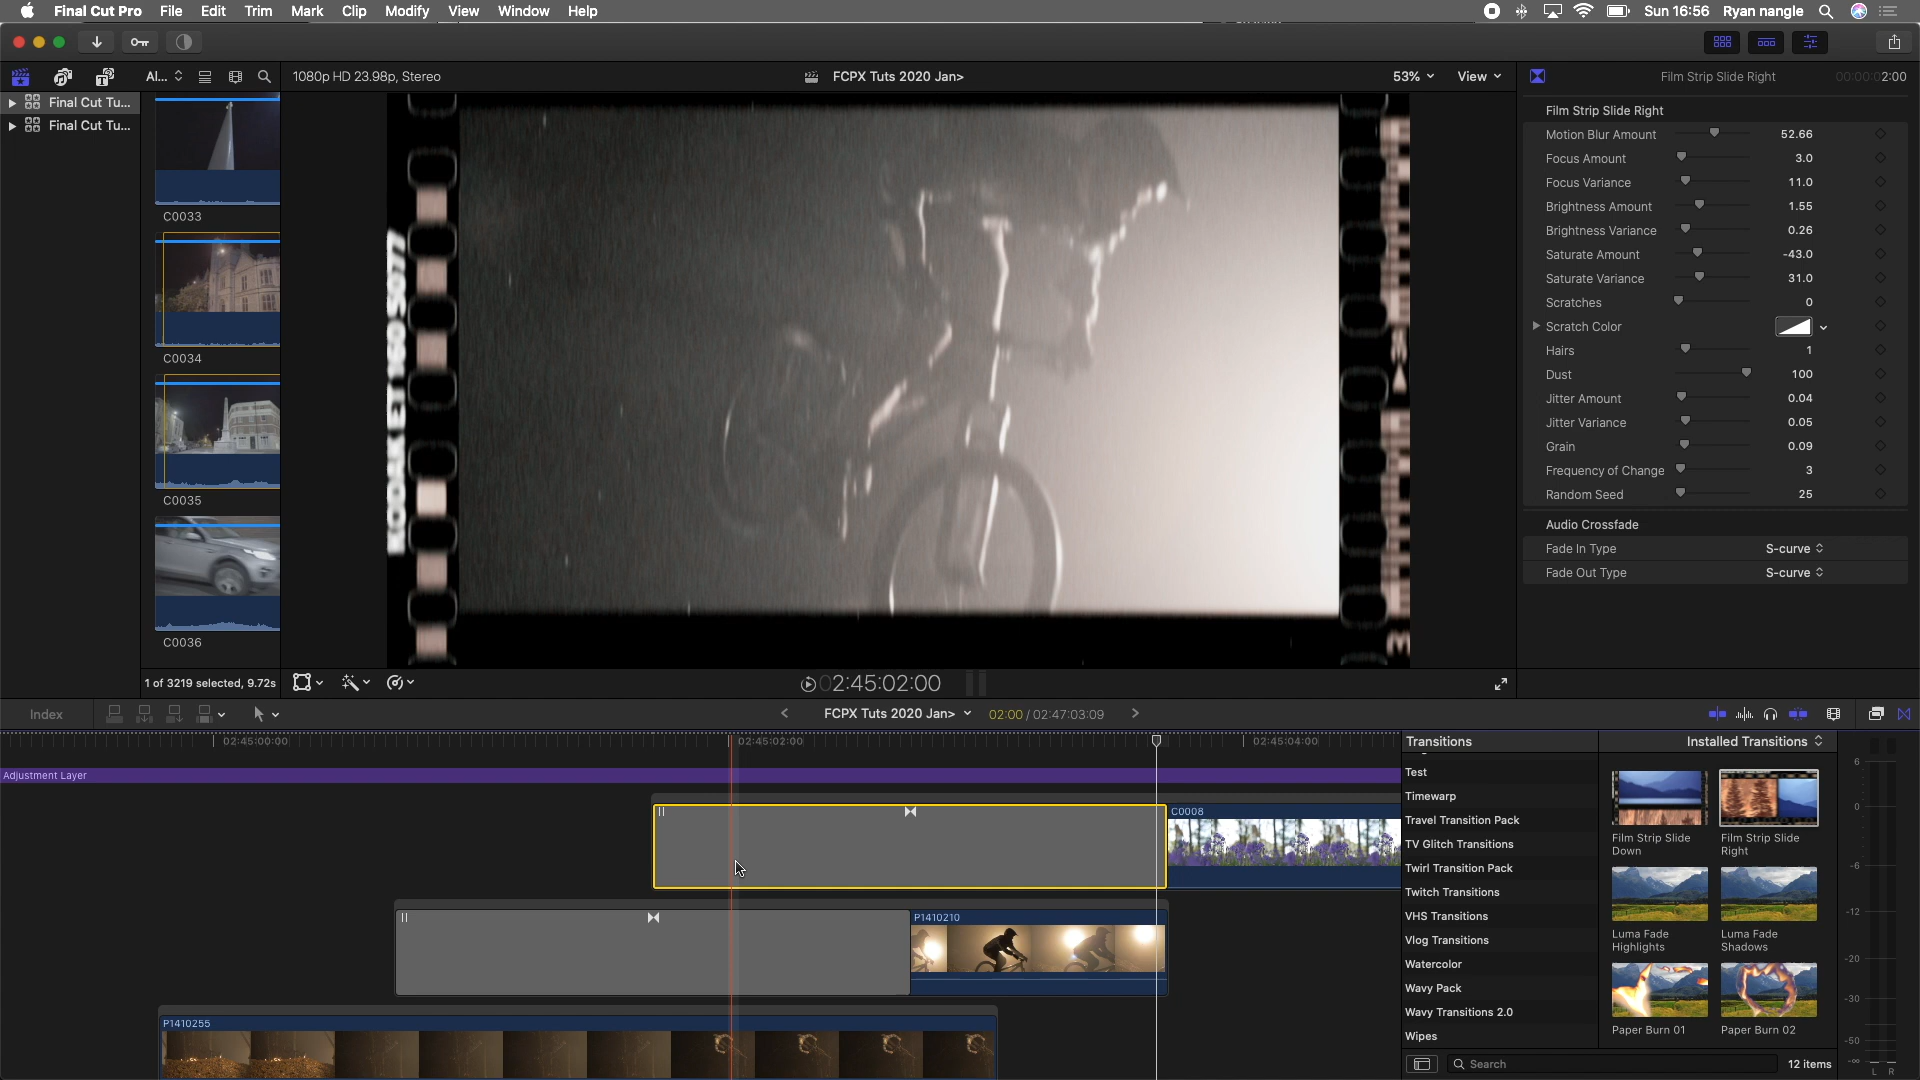 Final Cut Pro File Edit Trim Mark Clip Modify View Window Help Sun 16:56 Ryan nangle
Al... 1080p HD 23.98p, Stereo FCPX Tuts 2020 Jan> 53% View Film Strip Slide Right 00:00:02:00
Final Cut Tu...
Final Cut Tu...
C0033
C0034
C0035
C0036
1 of 3219 selected, 9.72s
02:45:02:00
Film Strip Slide Right
Motion Blur Amount 52.66
Focus Amount 3.0
Focus Variance 11.0
Brightness Amount 1.55
Brightness Variance 0.26
Saturate Amount -43.0
Saturate Variance 31.0
Scratches 0
Scratch Color
Hairs 1
Dust 100
Jitter Amount 0.04
Jitter Variance 0.05
Grain 0.09
Frequency of Change 3
Random Seed 25
Audio Crossfade
Fade In Type S-curve
Fade Out Type S-curve
Index FCPX Tuts 2020 Jan> 02:00 / 02:47:03:09
02:45:00:00 02:45:02:00 02:45:04:00
Adjustment Layer
C0008
P1410210
P1410255
Transitions Installed Transitions
Test
Timewarp
Travel Transition Pack
TV Glitch Transitions
Twirl Transition Pack
Twitch Transitions
VHS Transitions
Vlog Transitions
Watercolor
Wavy Pack
Wavy Transitions 2.0
Wipes
Film Strip Slide
Down
Film Strip Slide
Right
Luma Fade
Highlights
Luma Fade
Shadows
Paper Burn 01
Paper Burn 02
Search 12 items
6
0
-6
-12
-20
-30
-50
-∞
L R